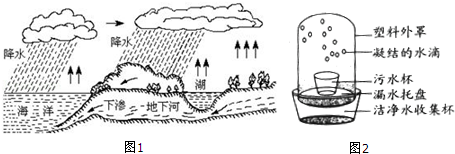 降水
降水
湖
海 洋
下渗
地下河
图1
塑料外罩
凝结的水滴
污水杯
漏水托盘
洁净水收集杯
图2